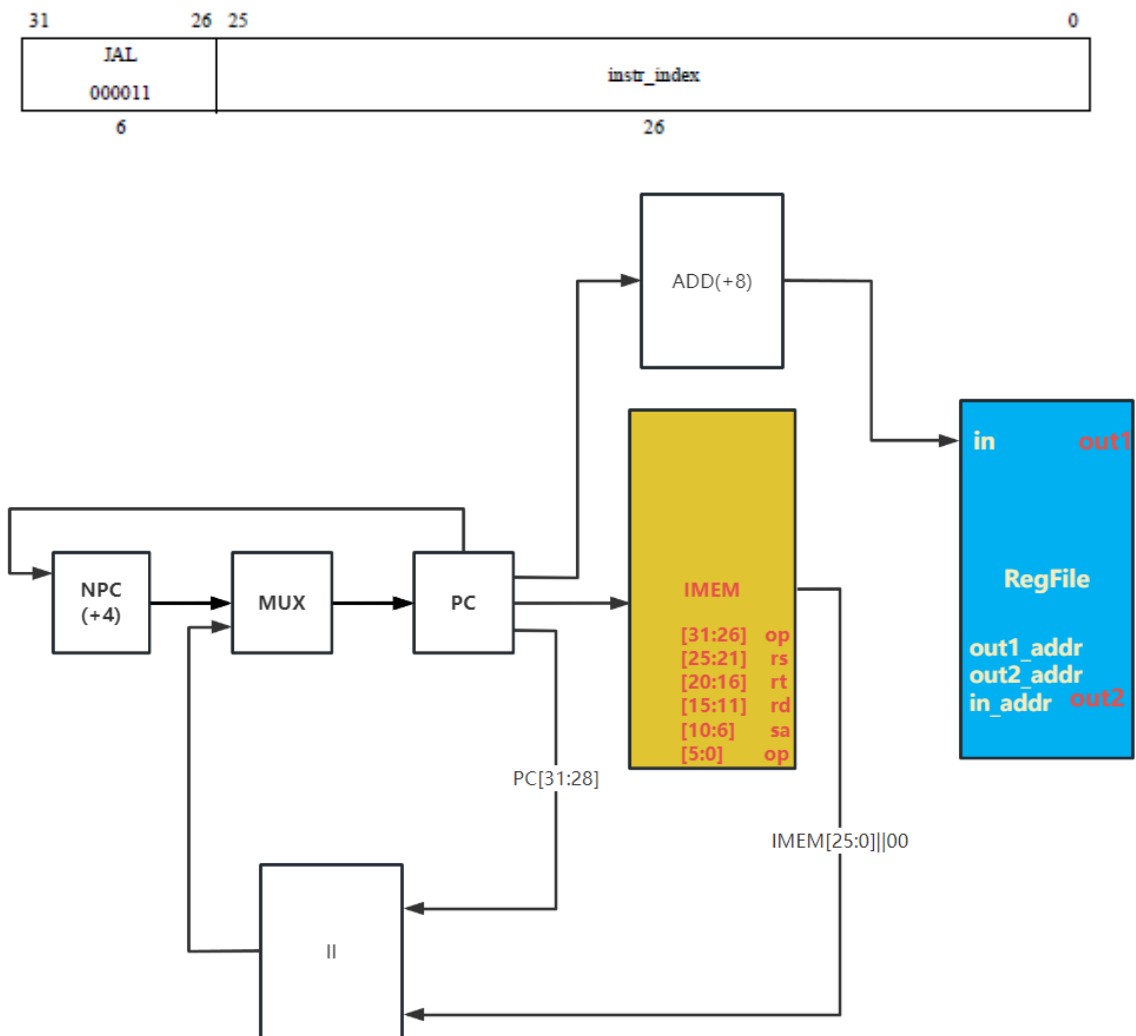 31 26 25 0
JAL
000011
instr_index
6 26
ADD(+8)
in out1
RegFile
out1_addr
out2_addr
in_addr out2
NPC
(+4)
MUX
PC
IMEM
[31:26] op
[25:21] rs
[20:16] rt
[15:11] rd
[10:6] sa
[5:0] op
PC[31:28]
IMEM[25:0]||00
II